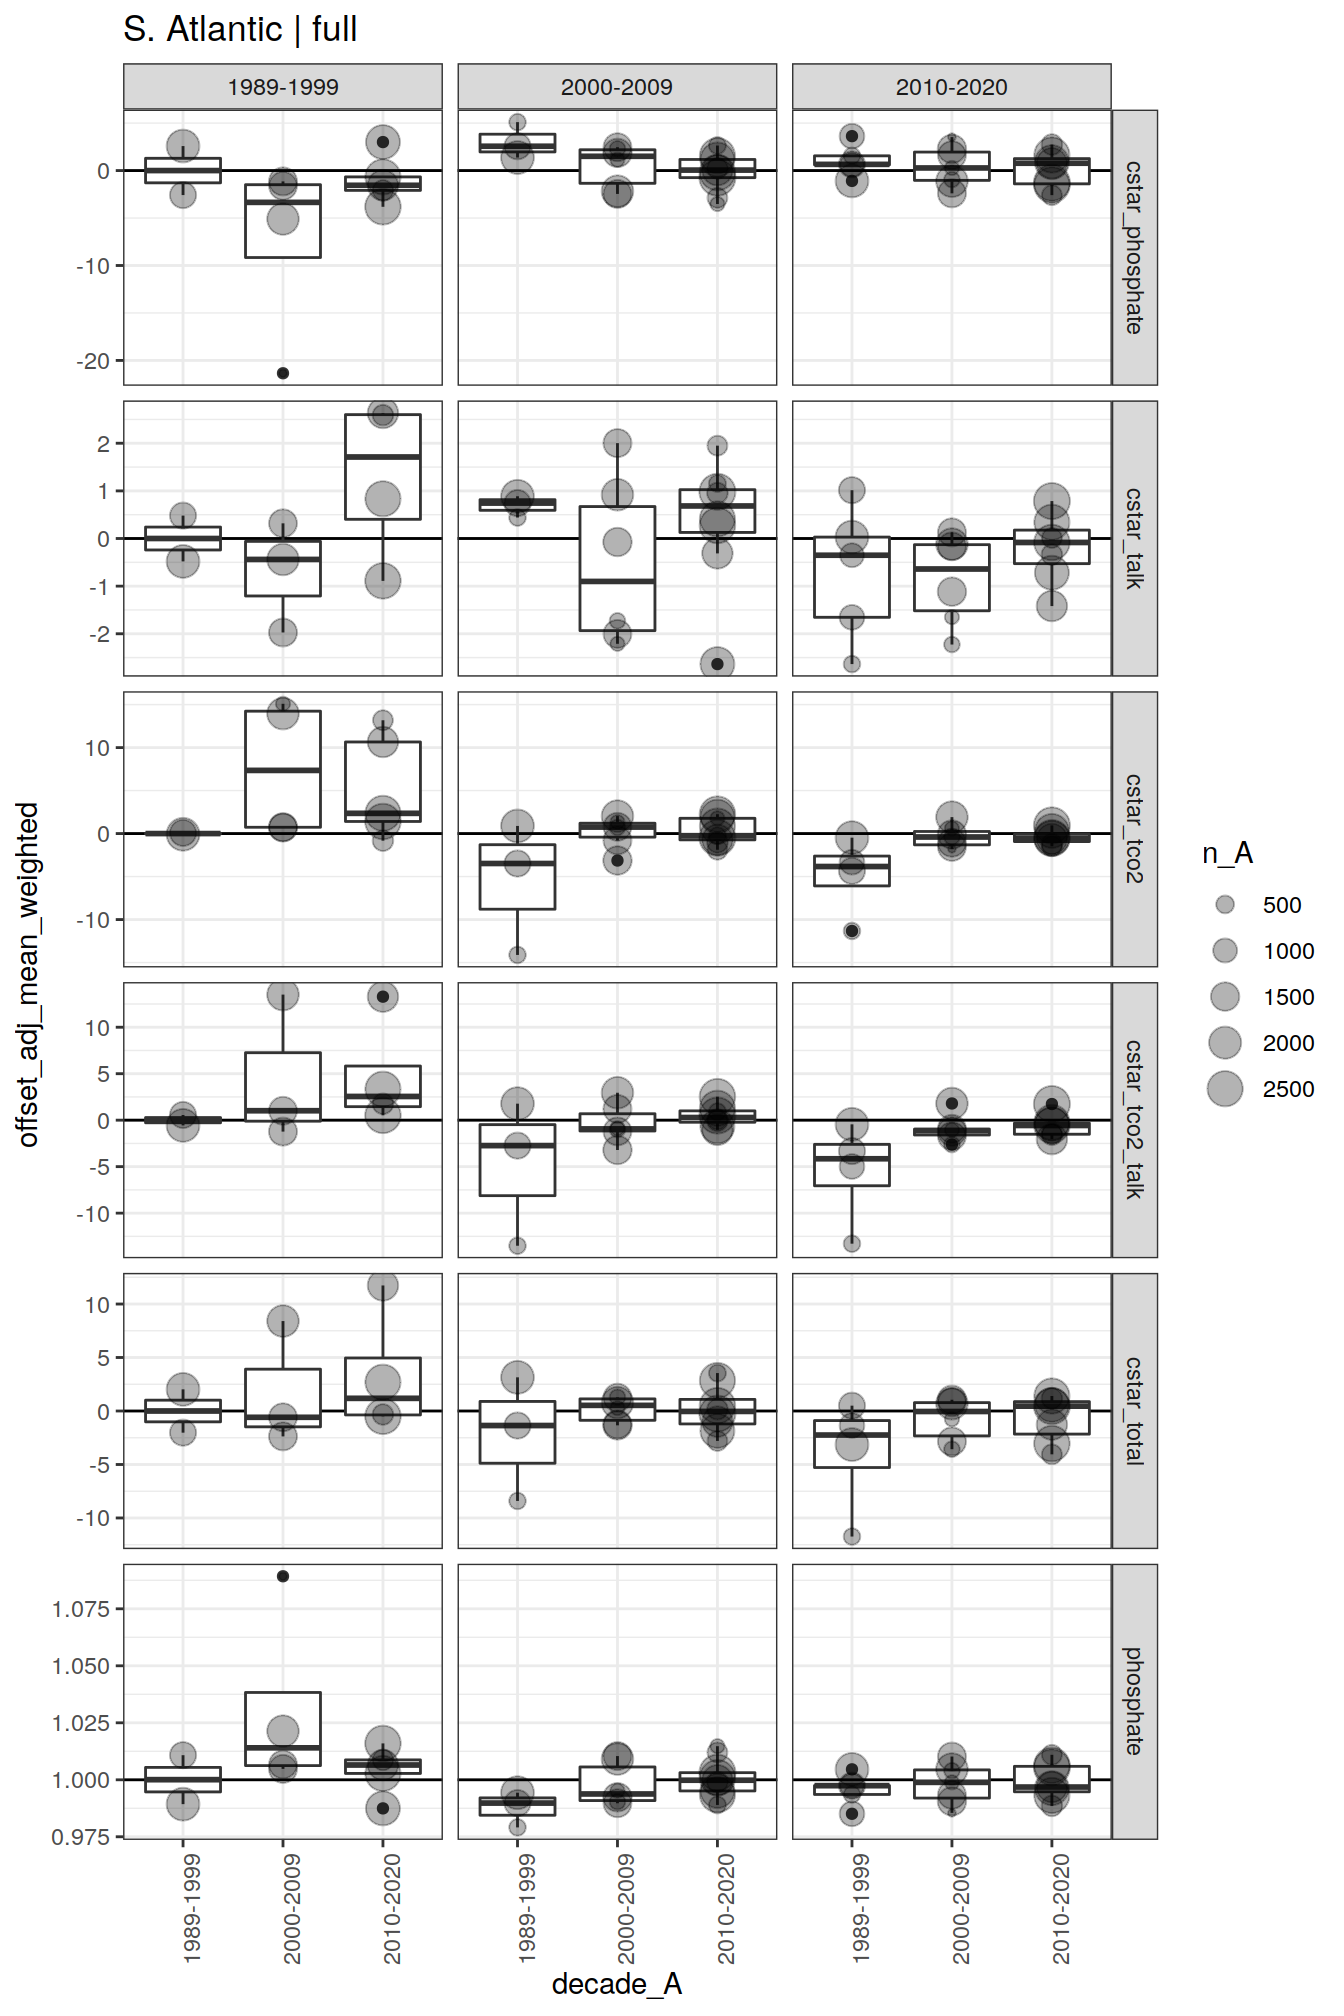 S. Atlantic | full
1989-1999 2000-2009 2010-2020
0
-10
-20
cstar_phosphate
2
1
0
-1
-2
cstar_talk
10
0
-10
cstar_tco2
10
5
0
-5
-10
cstar_tco2_talk
10
5
0
-5
-10
cstar_total
1.075
1.050
1.025
1.000
0.975
phosphate
offset_adj_mean_weighted
1989-1999 2000-2009 2010-2020 1989-1999 2000-2009 2010-2020 1989-1999 2000-2009 2010-2020
decade_A
n_A
500
1000
1500
2000
2500